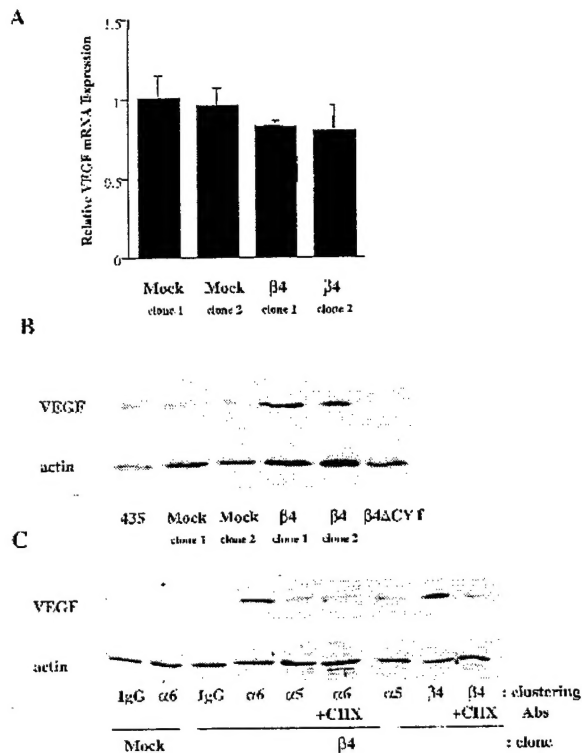 A
Relative VEGF mRNA Expression
1.5
1
0.5
0
Mock Mock β4 β4
clone 1 clone 2 clone 1 clone 2
B
VEGF
actin
435 Mock Mock β4 β4 β4ΔCYT
clone 1 clone 2 clone 1 clone 2
C
VEGF
actin
IgG α6 IgG α6 α5 α6 α5 β4 β4 : clustering
+CHX +CHX Abs
Mock β4 : clone